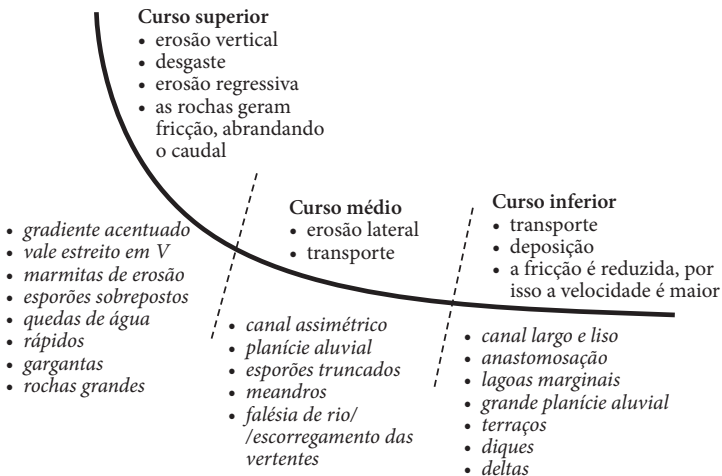 Curso superior
• erosão vertical
• desgaste
• erosão regressiva
• as rochas geram
fricção, abrandando
o caudal
• gradiente acentuado
• vale estreito em V
• marmitas de erosão
• esporões sobrepostos
• quedas de água
• rápidos
• gargantas
• rochas grandes
Curso médio
• erosão lateral
• transporte
• canal assimétrico
• planície aluvial
• esporões truncados
• meandros
• falésia de rio/
/escorregamento das
vertentes
Curso inferior
• transporte
• deposição
• a fricção é reduzida, por
isso a velocidade é maior
• canal largo e liso
• anastomosação
• lagoas marginais
• grande planície aluvial
• terraços
• diques
• deltas